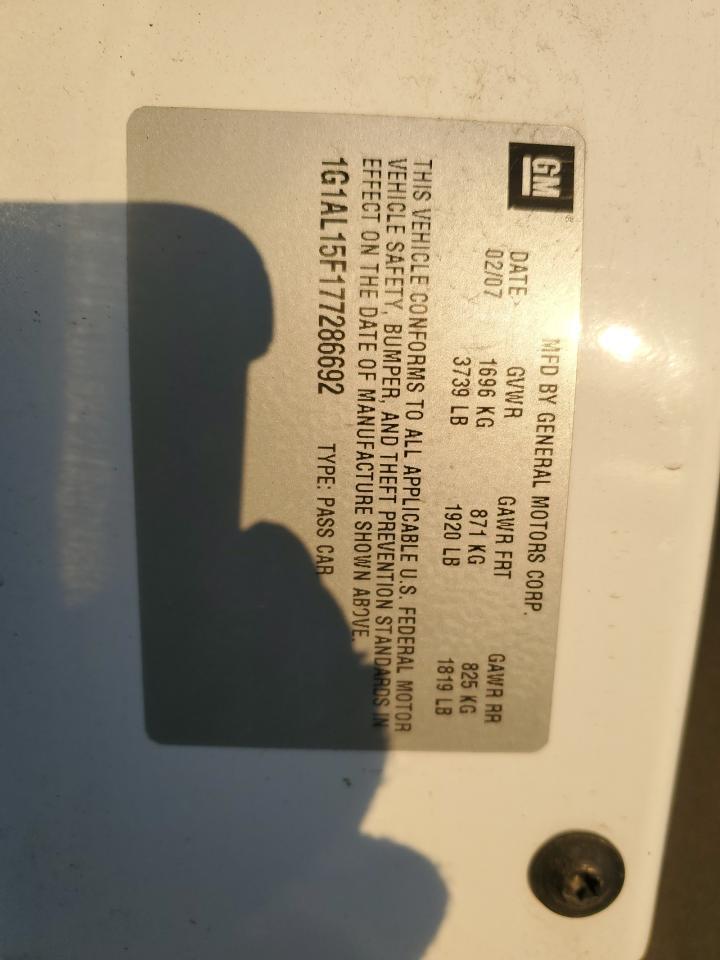 GM
MFD BY GENERAL MOTORS CORP.
DATE GVWR GAWR FRT GAWR RR
02/07 1696 KG 871 KG 825 KG
3739 LB 1920 LB 1819 LB
THIS VEHICLE CONFORMS TO ALL APPLICABLE U.S. FEDERAL MOTOR
VEHICLE SAFETY, BUMPER, AND THEFT PREVENTION STANDARDS IN
EFFECT ON THE DATE OF MANUFACTURE SHOWN ABOVE.
1G1AL15F177286692 TYPE: PASS CAR